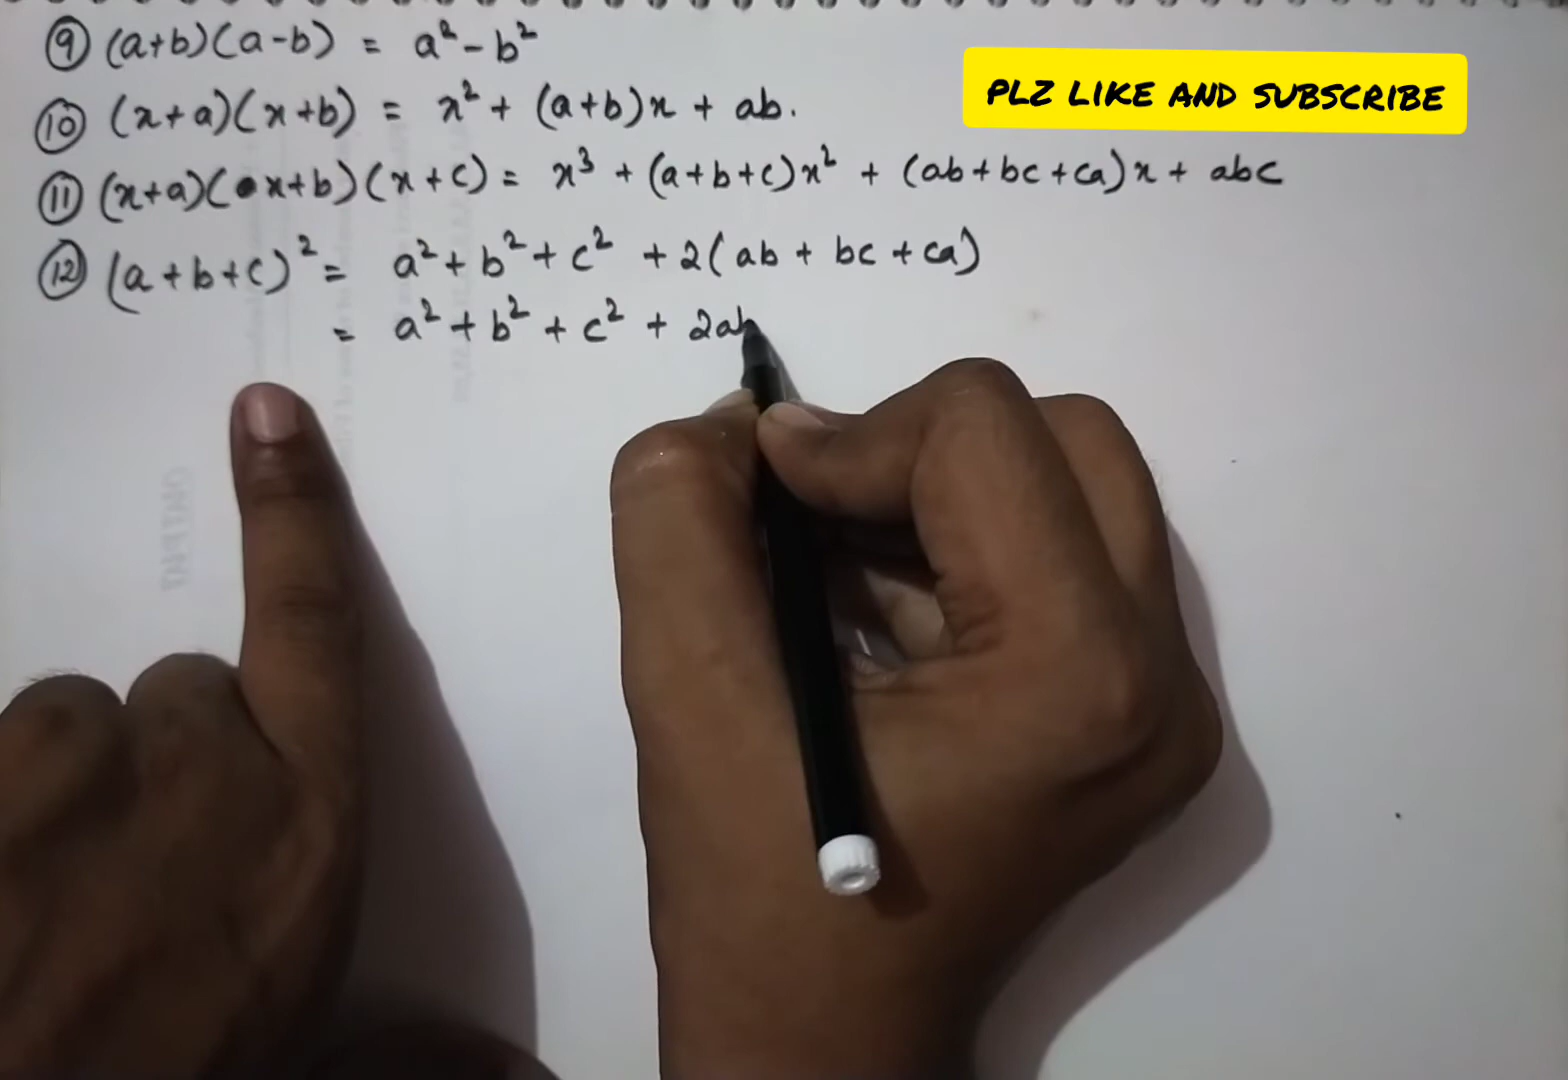 ⑨ (a+b)(a-b) = a² - b²
PLZ LIKE AND SUBSCRIBE
⑩ (x+a)(x+b) = x² + (a+b)x + ab.
⑪ (x+a)(x+b)(x+c) = x³ + (a+b+c)x² + (ab+bc+ca)x + abc
⑫ (a+b+c)² = a² + b² + c² + 2(ab + bc + ca)
= a² + b² + c² + 2ab